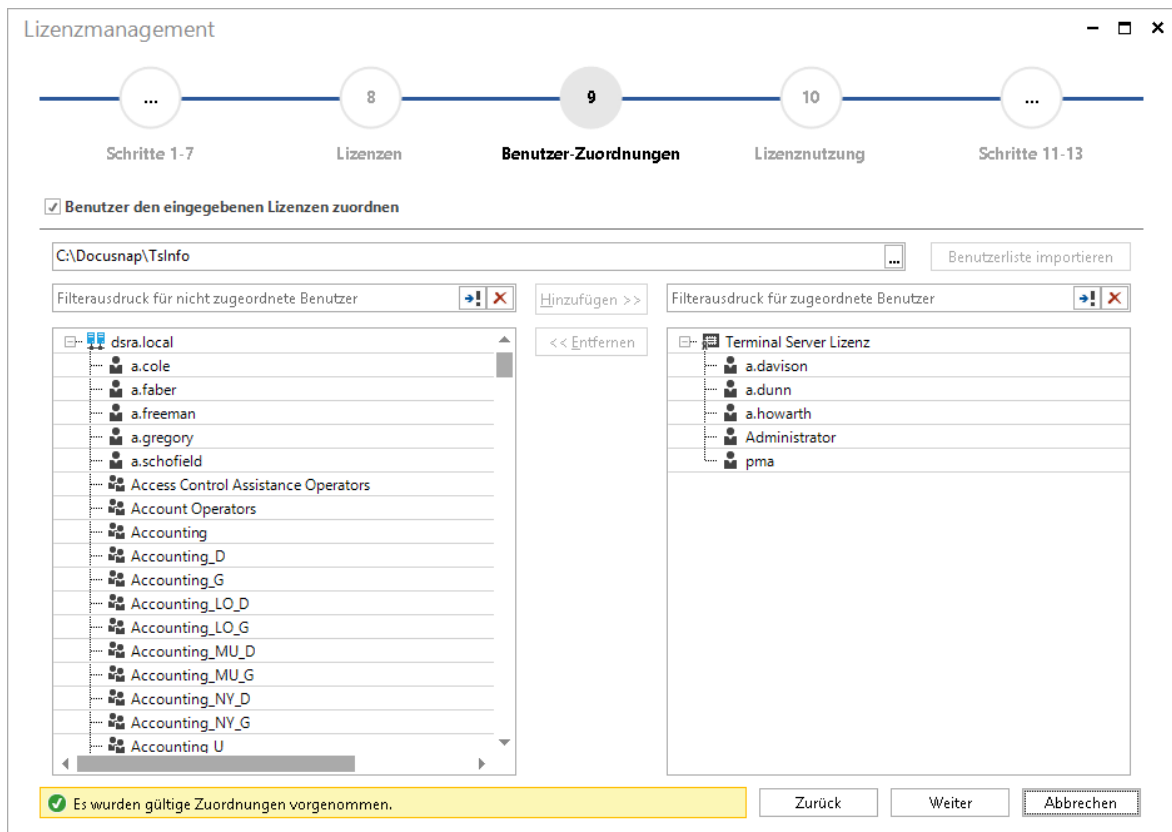 Lizenzmanagement
...
8
9
10
...
Schritte 1-7
Lizenzen
Benutzer-Zuordnungen
Lizenznutzung
Schritte 11-13
Benutzer den eingegebenen Lizenzen zuordnen
C:\Docusnap\TsInfo
...
Benutzerliste importieren
Filterausdruck für nicht zugeordnete Benutzer
Hinzufügen >>
Filterausdruck für zugeordnete Benutzer
<< Entfernen
dsra.local
a.cole
a.faber
a.freeman
a.gregory
a.schofield
Access Control Assistance Operators
Account Operators
Accounting
Accounting_D
Accounting_G
Accounting_LO_D
Accounting_LO_G
Accounting_MU_D
Accounting_MU_G
Accounting_NY_D
Accounting_NY_G
Accounting_U
Terminal Server Lizenz
a.davison
a.dunn
a.howarth
Administrator
pma
Es wurden gültige Zuordnungen vorgenommen.
Zurück
Weiter
Abbrechen